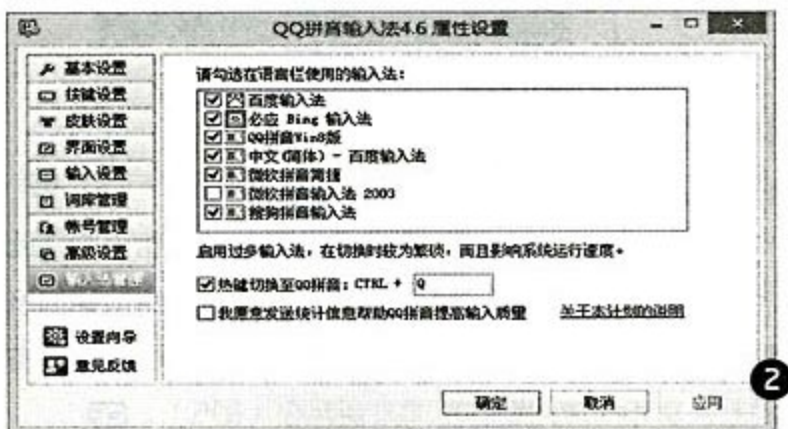 QQ拼音输入法4.6 属性设置
基本设置
按键设置
皮肤设置
界面设置
输入设置
词库管理
帐号管理
高级设置
输入法管理
设置向导
意见反馈
请勾选在语言栏使用的输入法：
百度输入法
必应 Bing 输入法
QQ拼音Win8版
中文(简体) - 百度输入法
微软拼音简捷
微软拼音输入法 2003
搜狗拼音输入法
启用过多输入法，在切换时较为繁琐，而且影响系统运行速度。
热键切换至QQ拼音：CTRL + Q
我愿意发送统计信息帮助QQ拼音提高输入质量 关于本计划的说明
确定 取消 应用
2